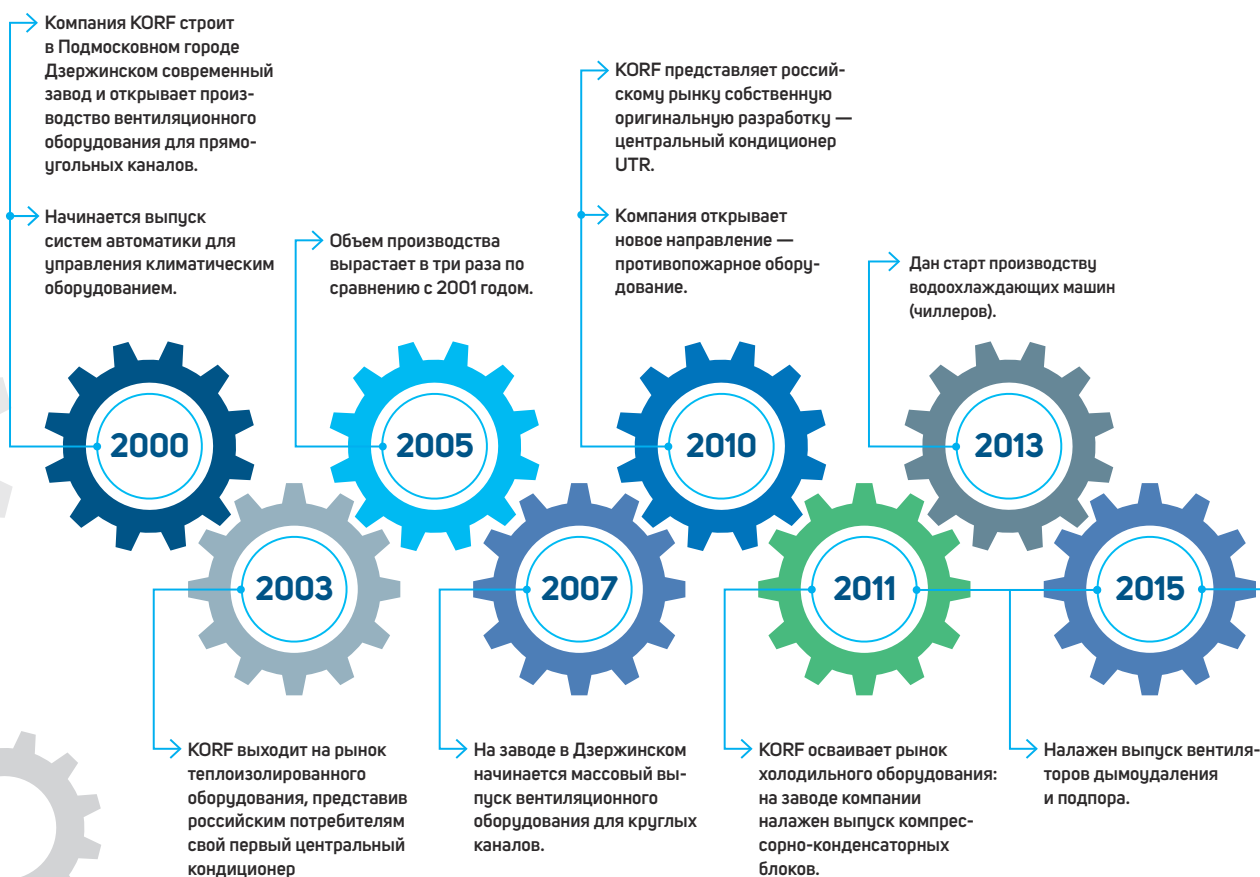 Компания KORF строит
в Подмосковном городе
Дзержинском современный
завод и открывает произ-
водство вентиляционного
оборудования для прямо-
угольных каналов.
Начинается выпуск
систем автоматики для
управления климатическим
оборудованием.
Объем производства
вырастает в три раза по
сравнению с 2001 годом.
KORF представляет россий-
скому рынку собственную
оригинальную разработку —
центральный кондиционер
UTR.
Компания открывает
новое направление —
противопожарное обору-
дование.
Дан старт производству
водоохлаждающих машин
(чиллеров).
2000
2005
2010
2013
2003
2007
2011
2015
KORF выходит на рынок
теплоизолированного
оборудования, представив
российским потребителям
свой первый центральный
кондиционер
На заводе в Дзержинском
начинается массовый вы-
пуск вентиляционного
оборудования для круглых
каналов.
KORF осваивает рынок
холодильного оборудования:
на заводе компании
налажен выпуск компрес-
сорно-конденсаторных
блоков.
Налажен выпуск вентиля-
торов дымоудаления
и подпора.